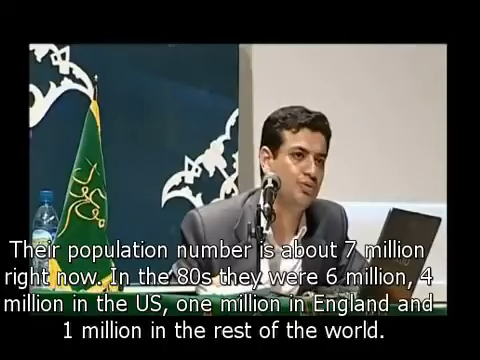 Their population number is about 7 million
right now. In the 80s they were 6 million, 4
million in the US, one million in England and
1 million in the rest of the world.